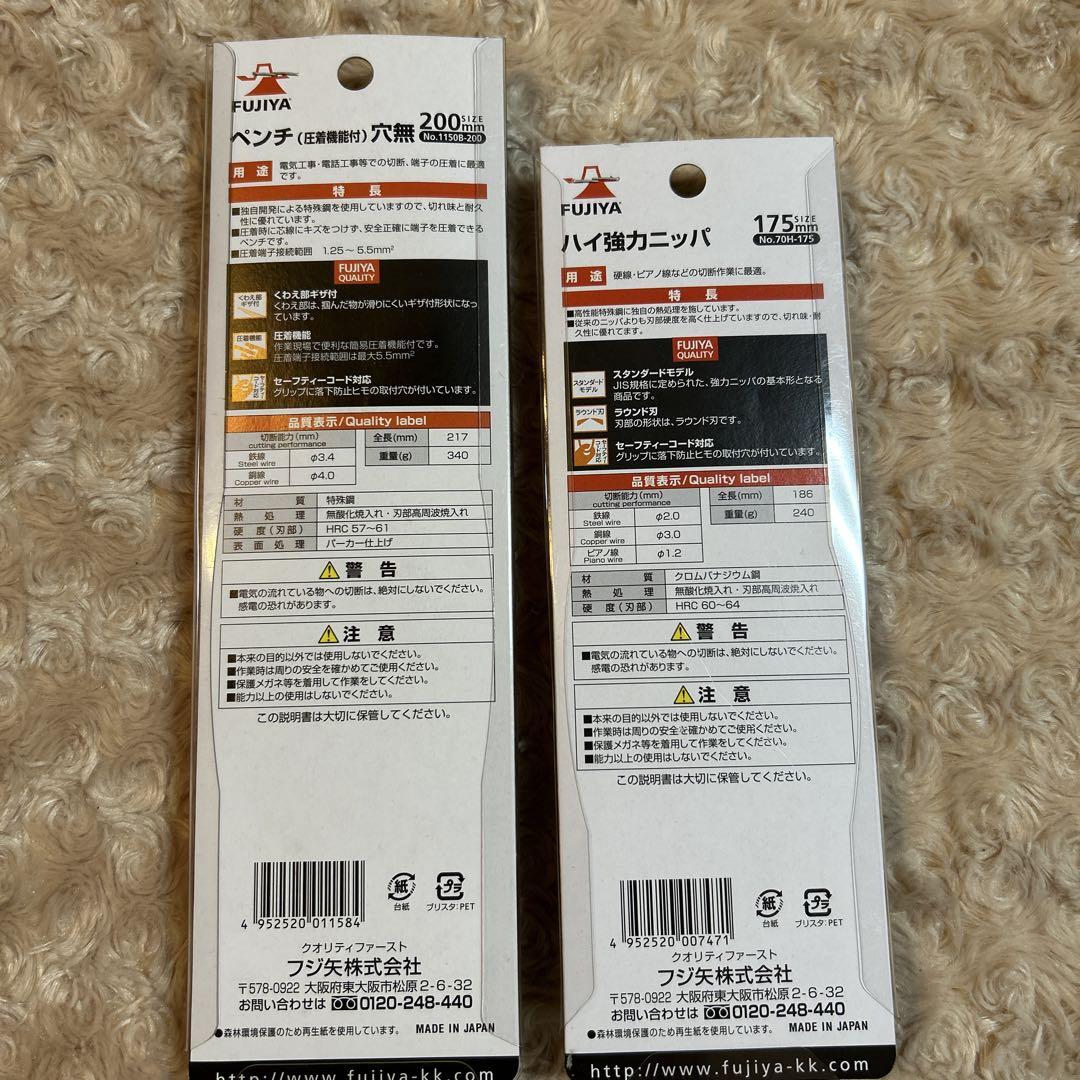 FUJIYA
ペンチ(圧着機能付)穴無 200mm SIZE
No.1150B-200
用途 電気工事・電話工事等での切断、端子の圧着に最適
です。
特長
■独自開発による特殊鋼を使用していますので、切れ味と耐久
性に優れています。
■圧着時に芯線にキズをつけず、安全正確に端子を圧着できる
ペンチです。
■圧着端子接続範囲 1.25~5.5mm²
FUJIYA
QUALITY
くわえ部
ギザ付
くわえ部ギザ付
くわえ部は、掴んだ物が滑りにくいギザ付形状になっ
ています。
圧着機能
圧着機能
作業現場で便利な簡易圧着機能付です。
圧着端子接続範囲は最大5.5mm²
セーフティーコード対応
セーフティーコード対応
グリップに落下防止ヒモの取付穴が付いています。
品質表示/Quality label
切断能力(mm)
cutting performance
鉄線
Steel wire
φ3.4
銅線
Copper wire
φ4.0
全長(mm) 217
重量(g) 340
材質 特殊鋼
熱処理 無酸化焼入れ・刃部高周波焼入れ
硬度(刃部) HRC 57~61
表面処理 パーカー仕上げ
警告
■電気の流れている物への切断は、絶対にしないでください。
感電の恐れがあります。
注意
■本来の目的以外では使用しないでください。
■作業時は周りの安全を確かめてご使用ください。
■保護メガネ等を着用して作業をしてください。
■能力以上の使用はしないでください。
この説明書は大切に保管してください。
4 952520 011584
紙
台紙
プラ
ブリスタ:PET
クオリティファースト
フジ矢株式会社
〒578-0922 大阪府東大阪市松原2-6-32
お問い合わせは 0120-248-440
●森林環境保護のため再生紙を使用しています。 MADE IN JAPAN
http://www.fujiya-kk.com
FUJIYA
ハイ強力ニッパ 175mm SIZE
No.70H-175
用途 硬線・ピアノ線などの切断作業に最適。
特長
■高性能特殊鋼に独自の熱処理を施しています。
■従来のニッパよりも刃部硬度を高く仕上げていますので、切れ味・耐
久性に優れてます。
FUJIYA
QUALITY
スタンダード
モデル
スタンダードモデル
JIS規格に定められた、強力ニッパの基本形となる
商品です。
ラウンド刃
ラウンド刃
刃部の形状は、ラウンド刃です。
セーフティーコード対応
セーフティーコード対応
グリップに落下防止ヒモの取付穴が付いています。
品質表示/Quality label
切断能力(mm)
cutting performance
鉄線
Steel wire
φ2.0
銅線
Copper wire
φ3.0
ピアノ線
Piano wire
φ1.2
全長(mm) 186
重量(g) 240
材質 クロムバナジウム鋼
熱処理 無酸化焼入れ・刃部高周波焼入れ
硬度(刃部) HRC 60~64
警告
■電気の流れている物への切断は、絶対にしないでください。
感電の恐れがあります。
注意
■本来の目的以外では使用しないでください。
■作業時は周りの安全を確かめてご使用ください。
■保護メガネ等を着用して作業をしてください。
■能力以上の使用はしないでください。
この説明書は大切に保管してください。
4 952520 007471
紙
台紙
プラ
ブリスタ:PET
クオリティファースト
フジ矢株式会社
〒578-0922 大阪府東大阪市松原2-6-32
お問い合わせは 0120-248-440
●森林環境保護のため再生紙を使用しています。 MADE IN JAPAN
http://www.fujiya-kk.com